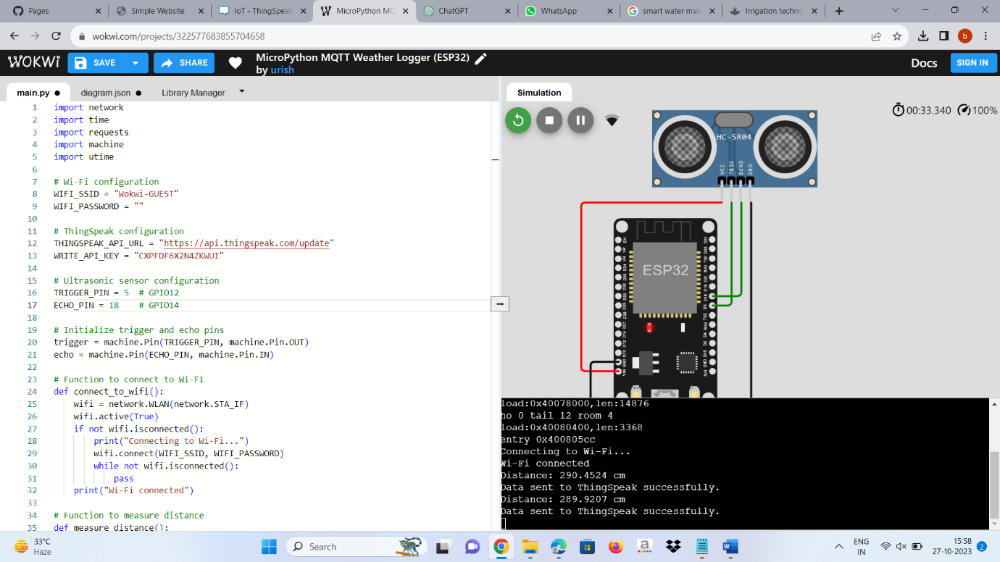 Pages
Simple Website
IoT - ThingSpeak
MicroPython MQ
ChatGPT
WhatsApp
smart water man
Irrigation techno
wokwi.com/projects/322577683855704658
b
WOKWI
SAVE
SHARE
MicroPython MQTT Weather Logger (ESP32)
by urish
Docs
SIGN IN
main.py
diagram.json
Library Manager
Simulation
1 import network
2 import time
3 import requests
4 import machine
5 import utime
6
7 # Wi-Fi configuration
8 WIFI_SSID = "Wokwi-GUEST"
9 WIFI_PASSWORD = ""
10
11 # ThingSpeak configuration
12 THINGSPEAK_API_URL = "https://api.thingspeak.com/update"
13 WRITE_API_KEY = "CXPFDF6X2N4ZKWUI"
14
15 # Ultrasonic sensor configuration
16 TRIGGER_PIN = 5  # GPIO12
17 ECHO_PIN = 18    # GPIO14
18
19 # Initialize trigger and echo pins
20 trigger = machine.Pin(TRIGGER_PIN, machine.Pin.OUT)
21 echo = machine.Pin(ECHO_PIN, machine.Pin.IN)
22
23 # Function to connect to Wi-Fi
24 def connect_to_wifi():
25 wifi = network.WLAN(network.STA_IF)
26 wifi.active(True)
27 if not wifi.isconnected():
28 print("Connecting to Wi-Fi...")
29 wifi.connect(WIFI_SSID, WIFI_PASSWORD)
30 while not wifi.isconnected():
31 pass
32 print("Wi-Fi connected")
33
34 # Function to measure distance
35 def measure_distance():
00:33.340
100%
HC-SR04
VCC
TRIG
ECHO
GND
ESP32
load:0x40078000,len:14876
ho 0 tail 12 room 4
load:0x40080400,len:3368
entry 0x400805cc
Connecting to Wi-Fi...
Wi-Fi connected
Distance: 290.4524 cm
Data sent to ThingSpeak successfully.
Distance: 289.9207 cm
Data sent to ThingSpeak successfully.
33°C
Haze
Search
ENG
IN
15:58
27-10-2023
2